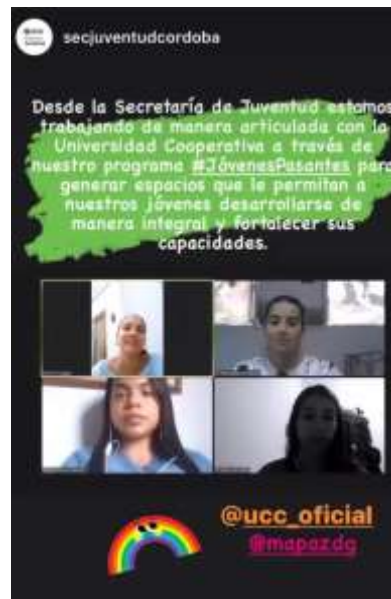 secjuventudcordoba
Desde la Secretaría de Juventud estamos
trabajando de manera articulada con la
Universidad Cooperativa a través de
nuestro programa #JóvenesPasantes para
generar espacios que le permitan a
nuestros jóvenes desarrollarse de
manera integral y fortalecer sus
capacidades.
@ucc_oficial
@mapazdg